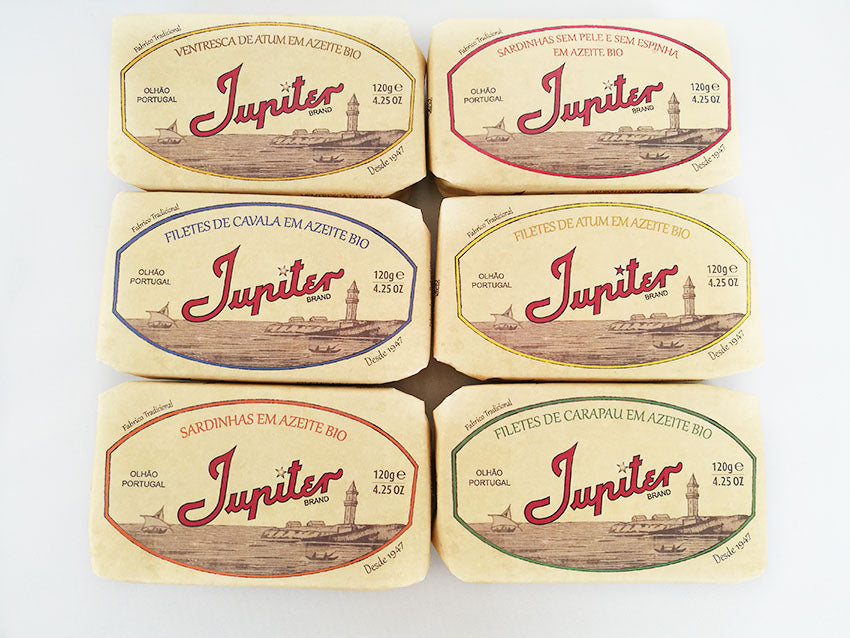 Fabrico Tradicional
VENTRESCA DE ATUM EM AZEITE BIO
OLHÃO
PORTUGAL
Jupiter
BRAND
120g e
4.25 OZ
Desde 1947
Fabrico Tradicional
SARDINHAS SEM PELE E SEM ESPINHA
EM AZEITE BIO
OLHÃO
PORTUGAL
Jupiter
BRAND
120g e
4.25 OZ
Desde 1947
Fabrico Tradicional
FILETES DE CAVALA EM AZEITE BIO
OLHÃO
PORTUGAL
Jupiter
BRAND
120g e
4.25 OZ
Desde 1947
Fabrico Tradicional
FILETES DE ATUM EM AZEITE BIO
OLHÃO
PORTUGAL
Jupiter
BRAND
120g e
4.25 OZ
Desde 1947
Fabrico Tradicional
SARDINHAS EM AZEITE BIO
OLHÃO
PORTUGAL
Jupiter
BRAND
120g e
4.25 OZ
Desde 1947
Fabrico Tradicional
FILETES DE CARAPAU EM AZEITE BIO
OLHÃO
PORTUGAL
Jupiter
BRAND
120g e
4.25 OZ
Desde 1947